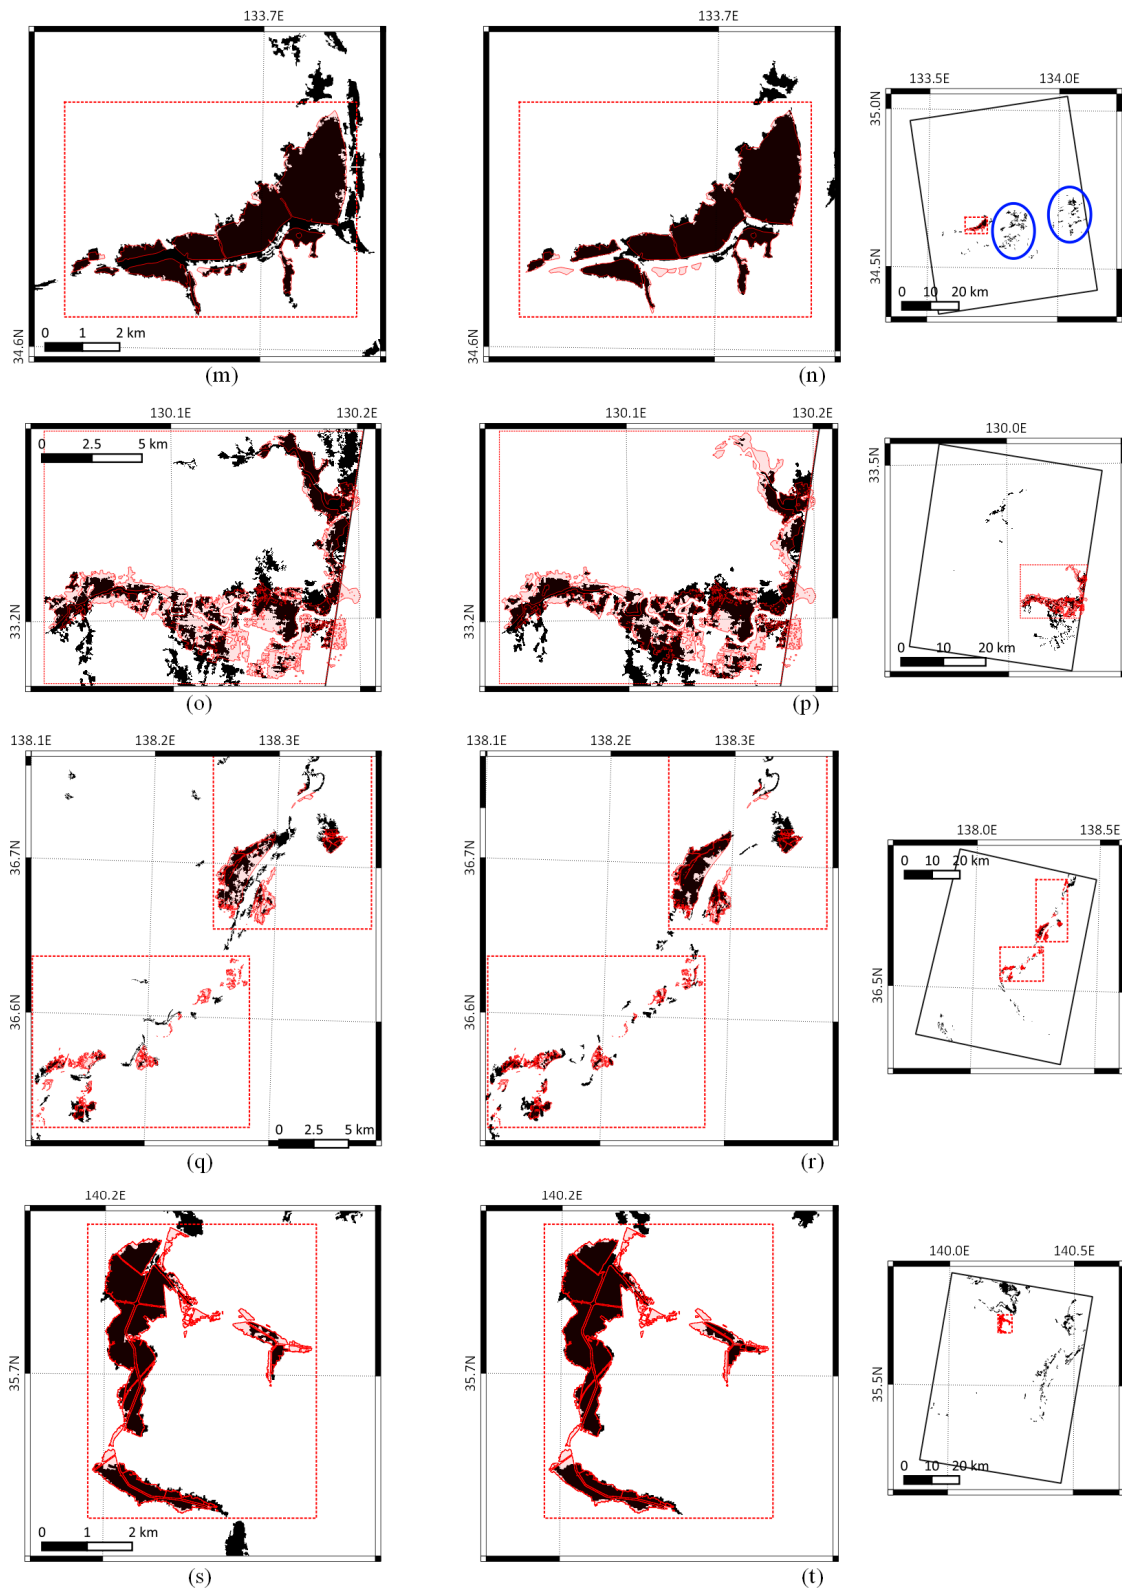 133.7E
133.7E
133.5E 134.0E
35.0N
34.5N
0 10 20 km
34.6N
0 1 2 km
(m)
(n)
130.1E 130.2E
130.1E 130.2E
130.0E
33.5N
0 2.5 5 km
33.2N
33.2N
0 10 20 km
(o)
(p)
138.1E 138.2E 138.3E
138.1E 138.2E 138.3E
138.0E 138.5E
0 10 20 km
36.7N
36.7N
36.5N
36.6N
36.6N
0 2.5 5 km
(q)
(r)
140.2E
140.2E
140.0E 140.5E
35.7N
35.7N
35.5N
0 10 20 km
0 1 2 km
(s)
(t)
34.6N